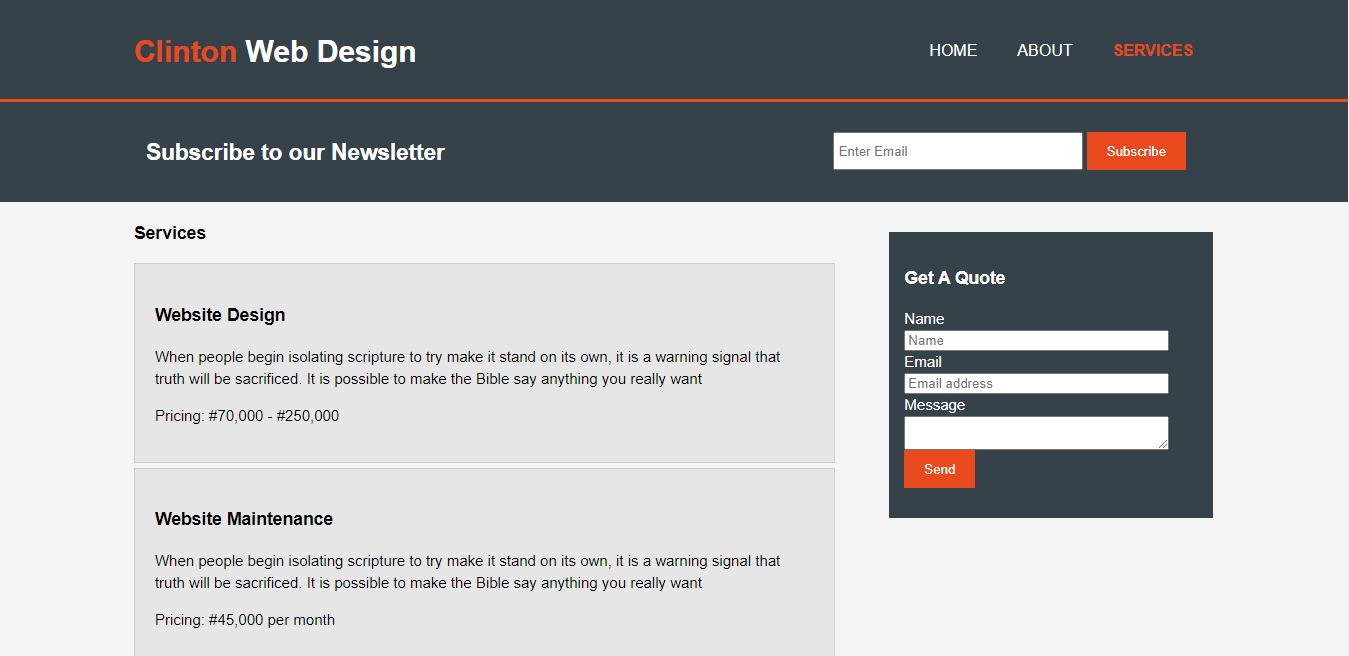 Clinton Web Design
HOME ABOUT SERVICES
Subscribe to our Newsletter
Enter Email Subscribe
Services
Website Design
When people begin isolating scripture to try make it stand on its own, it is a warning signal that
truth will be sacrificed. It is possible to make the Bible say anything you really want
Pricing: #70,000 - #250,000
Website Maintenance
When people begin isolating scripture to try make it stand on its own, it is a warning signal that
truth will be sacrificed. It is possible to make the Bible say anything you really want
Pricing: #45,000 per month
Get A Quote
Name
Name
Email
Email address
Message
Send